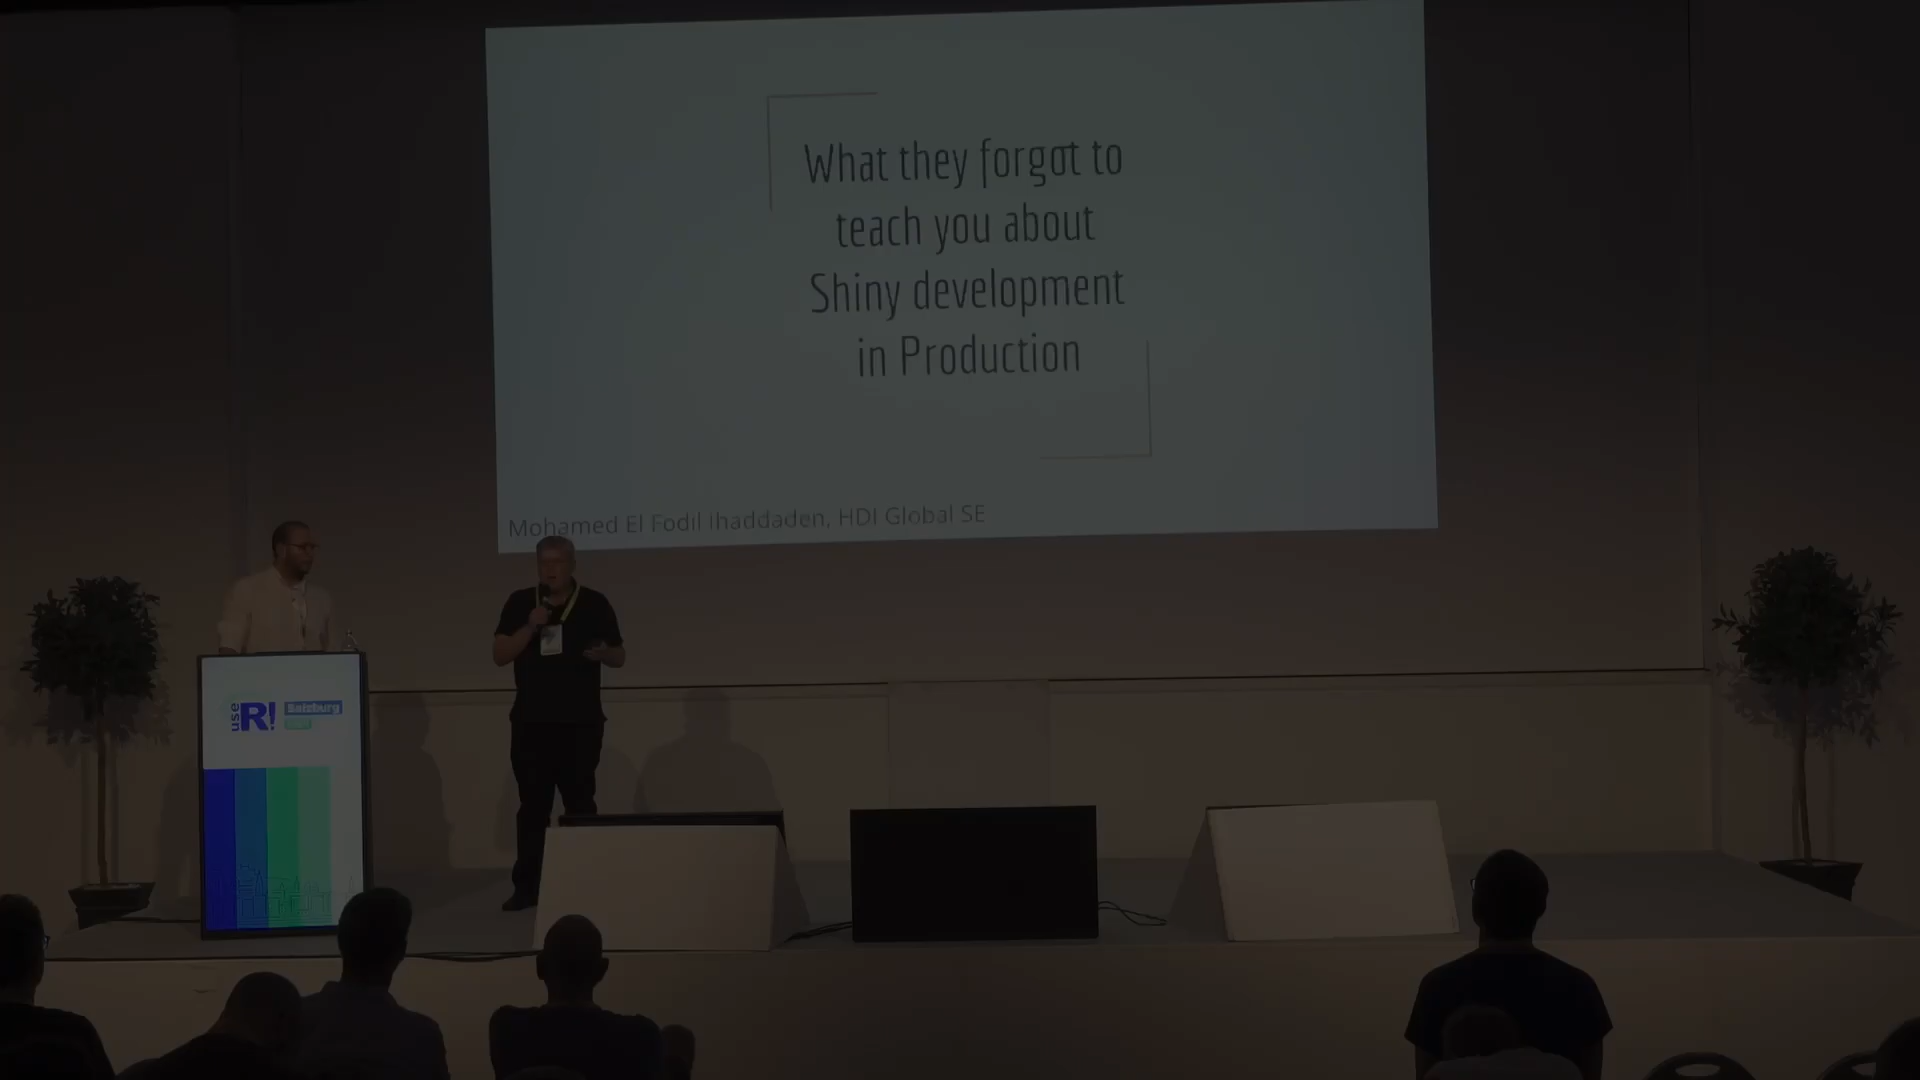 What they forgot to
teach you about
Shiny development
in Production
Mohamed El Fodil Ihaddaden, HDI Global SE
use R!
Salzburg